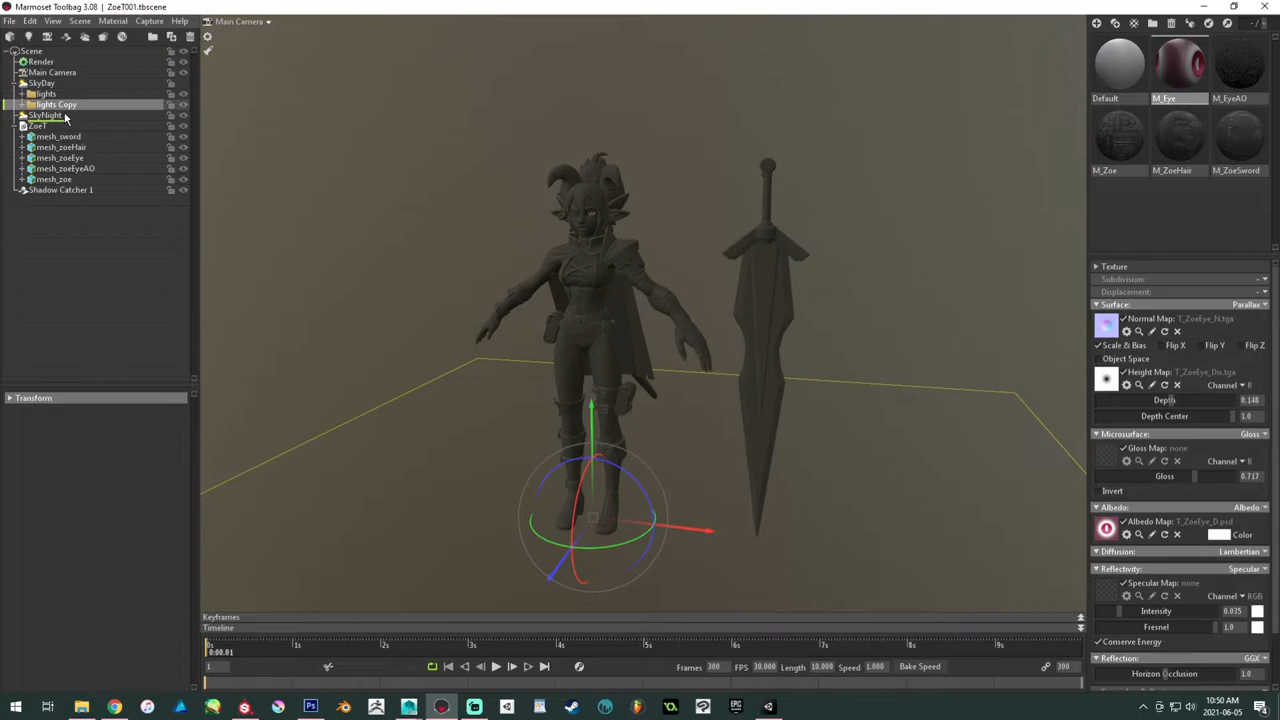 Marmoset Toolbag 3.08 | ZoeT001.tbscene
File Edit View Scene Material Capture Help
Main Camera
Scene
Render
Main Camera
SkyDay
lights
lights Copy
SkyNight
ZoeT
mesh_sword
mesh_zoeHair
mesh_zoeEye
mesh_zoeEyeAO
mesh_zoe
Shadow Catcher 1
Transform
Default M_Eye M_EyeAO
M_Zoe M_ZoeHair M_ZoeSword
Texture
Subdivision:
Displacement:
Surface: Parallax
Normal Map: T_ZoeEye_N.tga
Scale & Bias Flip X Flip Y Flip Z
Object Space
Height Map: T_ZoeEye_Dis.tga
Channel R
Depth 0.148
Depth Center 1.0
Microsurface: Gloss
Gloss Map: none
Channel R
Gloss 0.717
Invert
Albedo: Albedo
Albedo Map: T_ZoeEye_D.psd
Color
Diffusion: Lambertian
Reflectivity: Specular
Specular Map: none
Channel RGB
Intensity 0.035
Fresnel 1.0
Conserve Energy
Reflection: GGX
Horizon Occlusion 1.0
Keyframes
Timeline
0s 1s 2s 3s 4s 5s 6s 7s 8s 9s
0:00.01
1 Frames 300 FPS 30.000 Length 10.000 Speed 1.000 Bake Speed 300
10:50 AM
2021-06-05